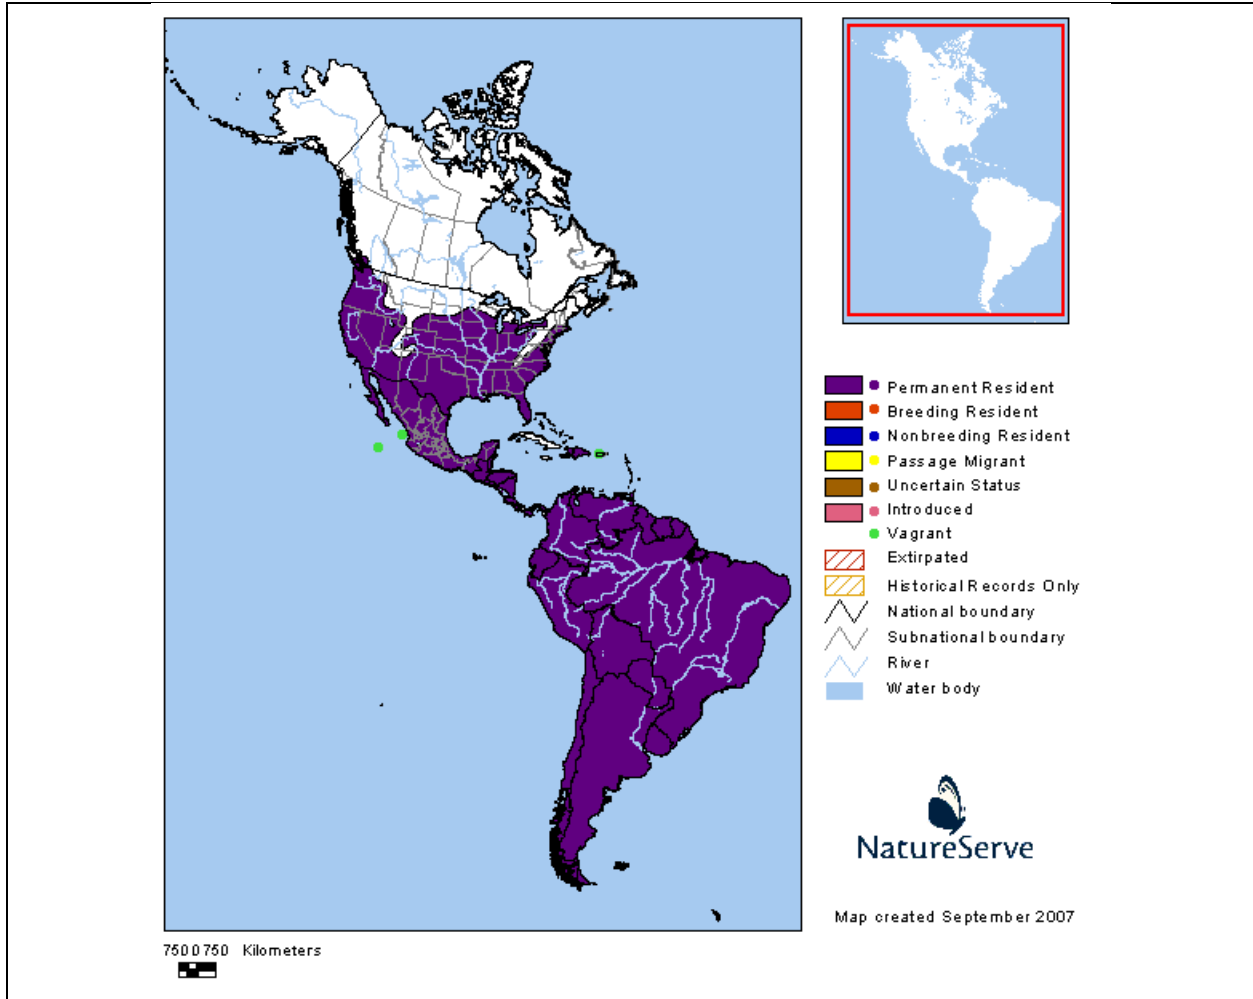 Permanent Resident
Breeding Resident
Nonbreeding Resident
Passage Migrant
Uncertain Status
Introduced
Vagrant
Extirpated
Historical Records Only
National boundary
Subnational boundary
River
Water body
NatureServe
Map created September 2007
750 0 750 Kilometers